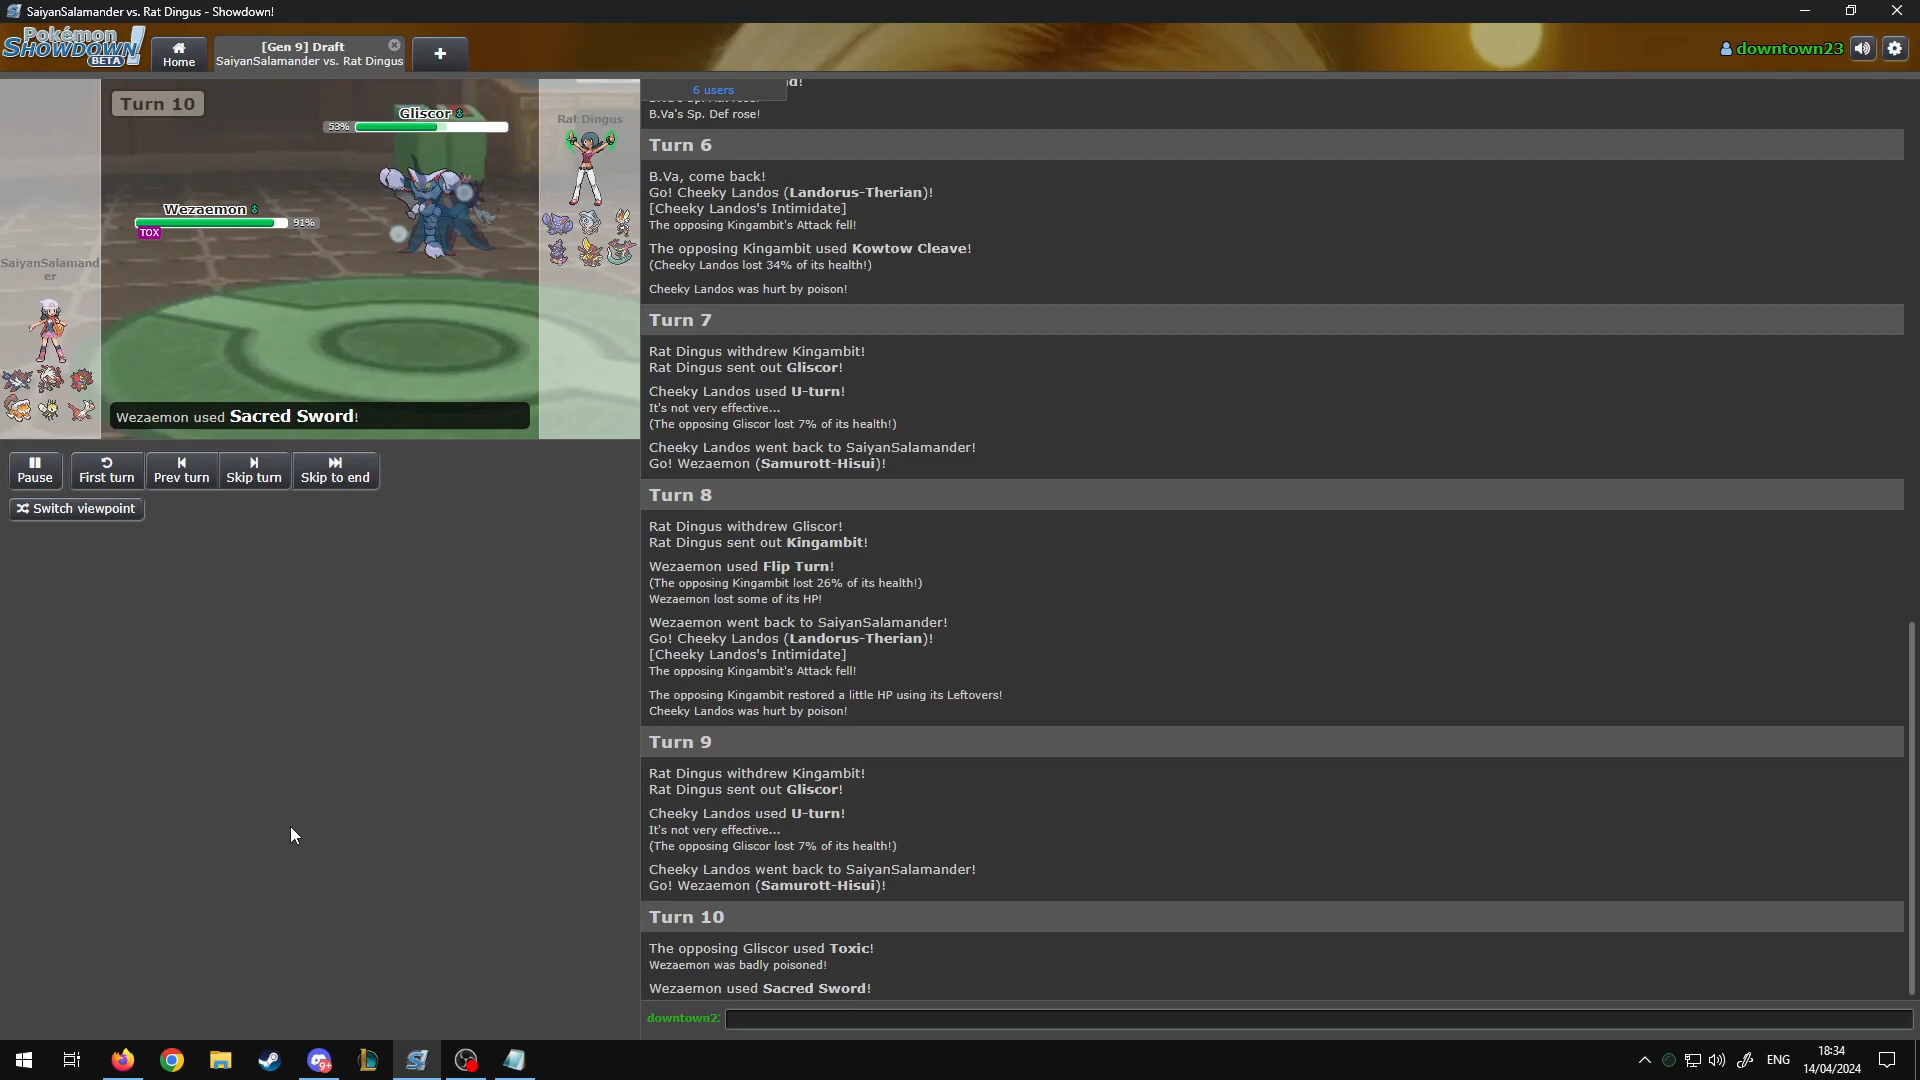 SaiyanSalamander vs. Rat Dingus - Showdown!
Pokémon
SHOWDOWN!
BETA
Home
[Gen 9] Draft
SaiyanSalamander vs. Rat Dingus
downtown23
Turn 10
Gliscor
53%
Rat Dingus
Wezaemon
91%
TOX
SaiyanSalamand
er
Wezaemon used Sacred Sword!
Pause
First turn
Prev turn
Skip turn
Skip to end
Switch viewpoint
6 users
B.Va's Sp. Def rose!
Turn 6
B.Va, come back!
Go! Cheeky Landos (Landorus-Therian)!
[Cheeky Landos's Intimidate]
The opposing Kingambit's Attack fell!
The opposing Kingambit used Kowtow Cleave!
(Cheeky Landos lost 34% of its health!)
Cheeky Landos was hurt by poison!
Turn 7
Rat Dingus withdrew Kingambit!
Rat Dingus sent out Gliscor!
Cheeky Landos used U-turn!
It's not very effective...
(The opposing Gliscor lost 7% of its health!)
Cheeky Landos went back to SaiyanSalamander!
Go! Wezaemon (Samurott-Hisui)!
Turn 8
Rat Dingus withdrew Gliscor!
Rat Dingus sent out Kingambit!
Wezaemon used Flip Turn!
(The opposing Kingambit lost 26% of its health!)
Wezaemon lost some of its HP!
Wezaemon went back to SaiyanSalamander!
Go! Cheeky Landos (Landorus-Therian)!
[Cheeky Landos's Intimidate]
The opposing Kingambit's Attack fell!
The opposing Kingambit restored a little HP using its Leftovers!
Cheeky Landos was hurt by poison!
Turn 9
Rat Dingus withdrew Kingambit!
Rat Dingus sent out Gliscor!
Cheeky Landos used U-turn!
It's not very effective...
(The opposing Gliscor lost 7% of its health!)
Cheeky Landos went back to SaiyanSalamander!
Go! Wezaemon (Samurott-Hisui)!
Turn 10
The opposing Gliscor used Toxic!
Wezaemon was badly poisoned!
Wezaemon used Sacred Sword!
downtown2:
9+
ENG
18:34
14/04/2024